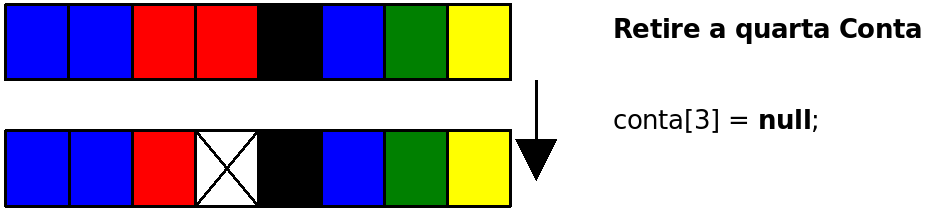 Retire a quarta Conta
conta[3] = null;